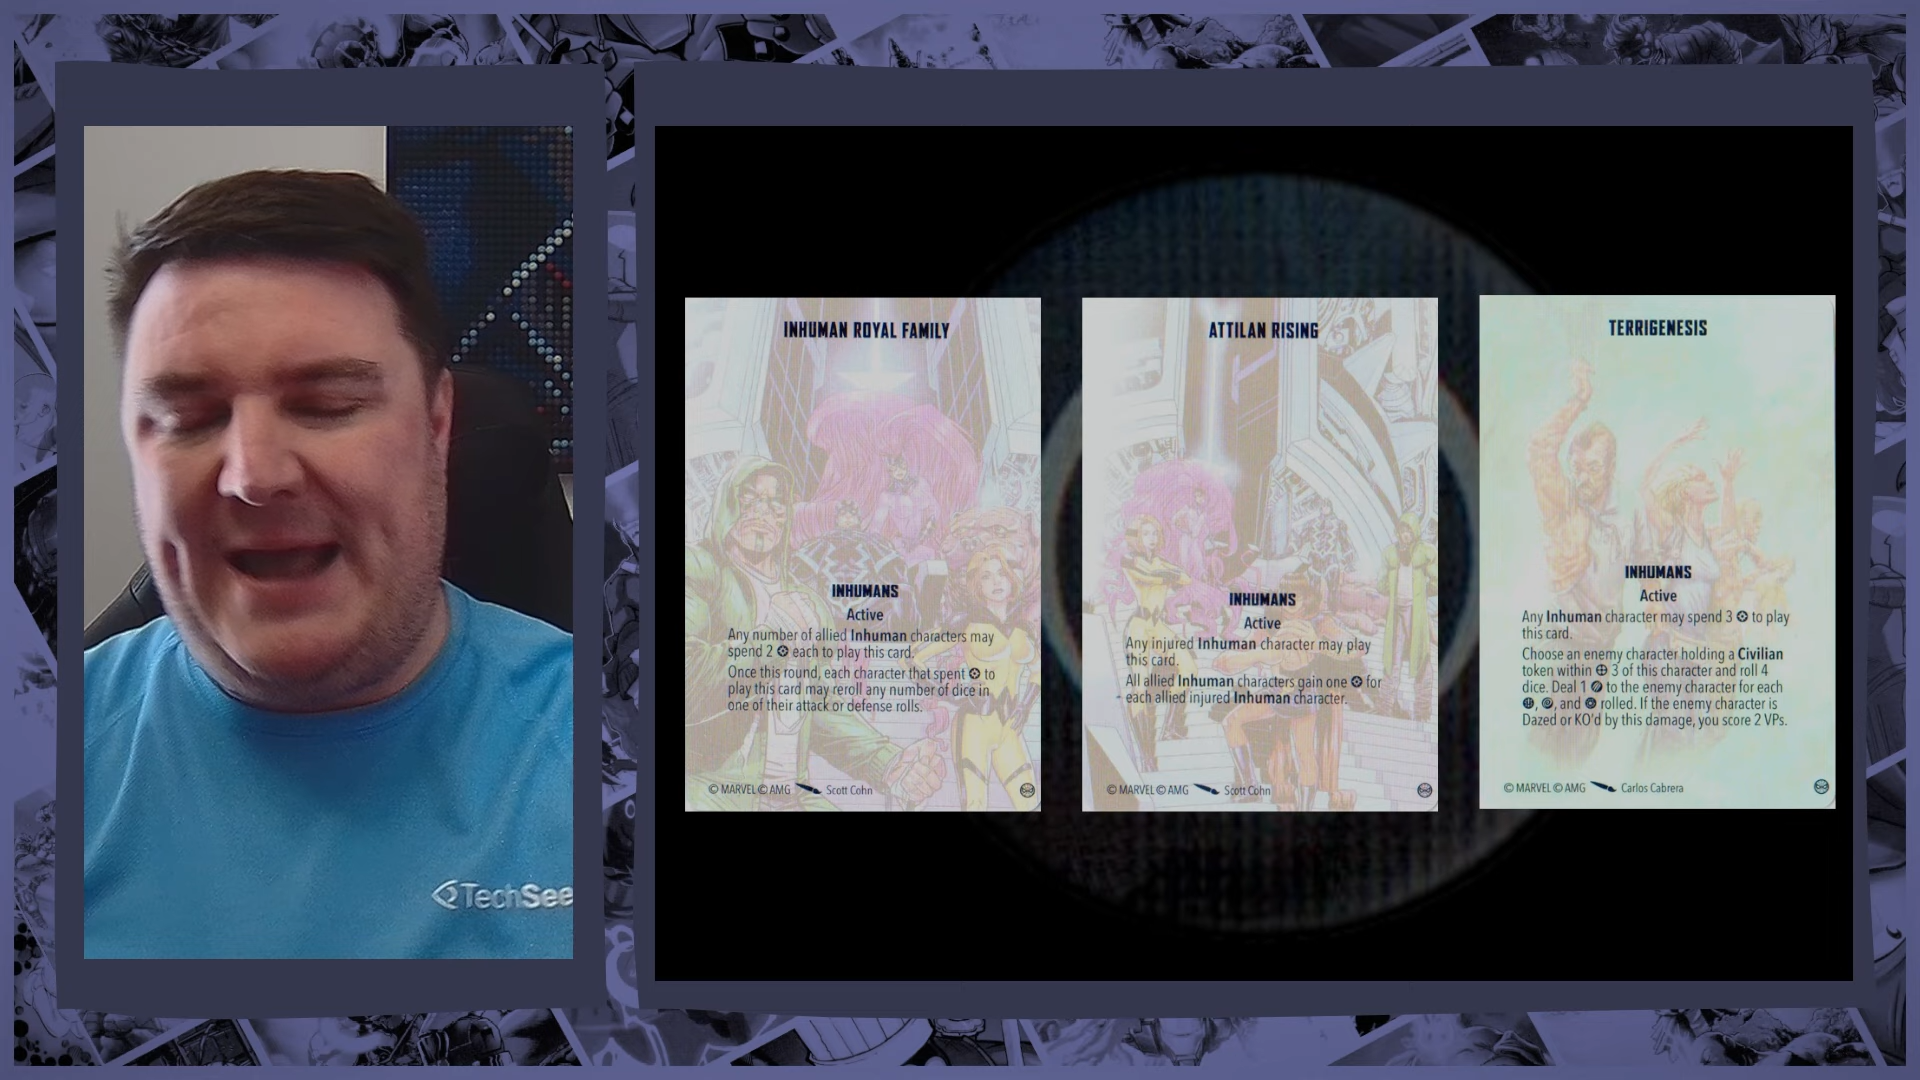 INHUMAN ROYAL FAMILY
INHUMANS
Active
Any number of allied Inhuman characters may
spend 2 each to play this card.
Once this round, each character that spent to
play this card may reroll any number of dice in
one of their attack or defense rolls.
© MARVEL © AMG Scott Cohn
ATTILAN RISING
INHUMANS
Active
Any injured Inhuman character may play
this card.
All allied Inhuman characters gain one for
each allied injured Inhuman character.
© MARVEL © AMG Scott Cohn
TERRIGENESIS
INHUMANS
Active
Any Inhuman character may spend 3 to play
this card.
Choose an enemy character holding a Civilian
token within 3 of this character and roll 4
dice. Deal 1 to the enemy character for each
, , and rolled. If the enemy character is
Dazed or KO'd by this damage, you score 2 VPs.
© MARVEL © AMG Carlos Cabrera
TechSee